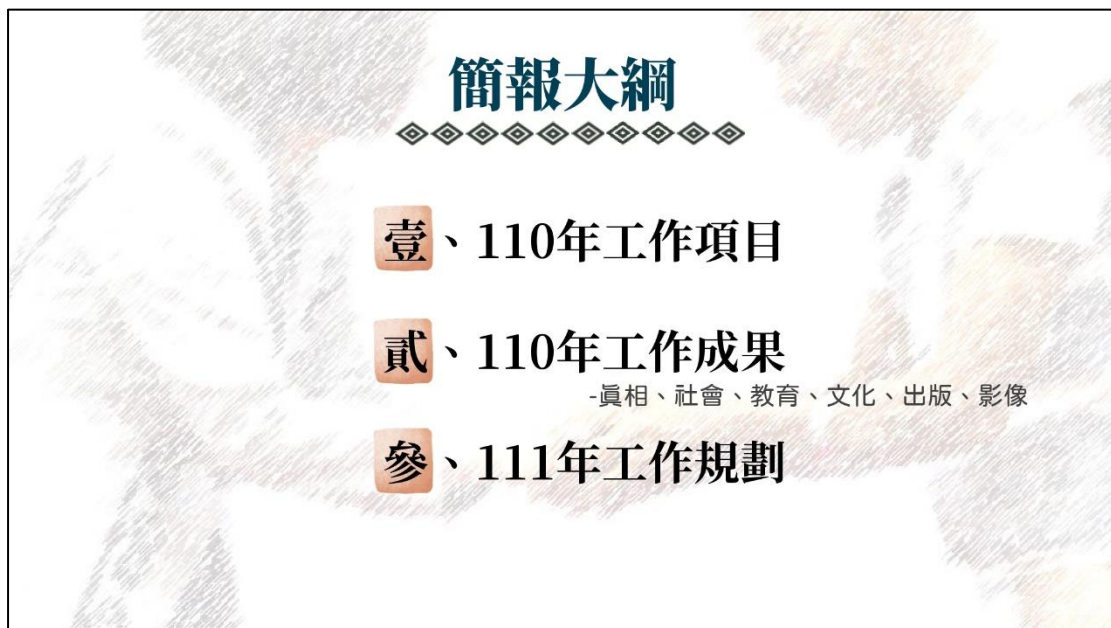 簡報大綱
壹、110年工作項目
貳、110年工作成果
-真相、社會、教育、文化、出版、影像
參、111年工作規劃